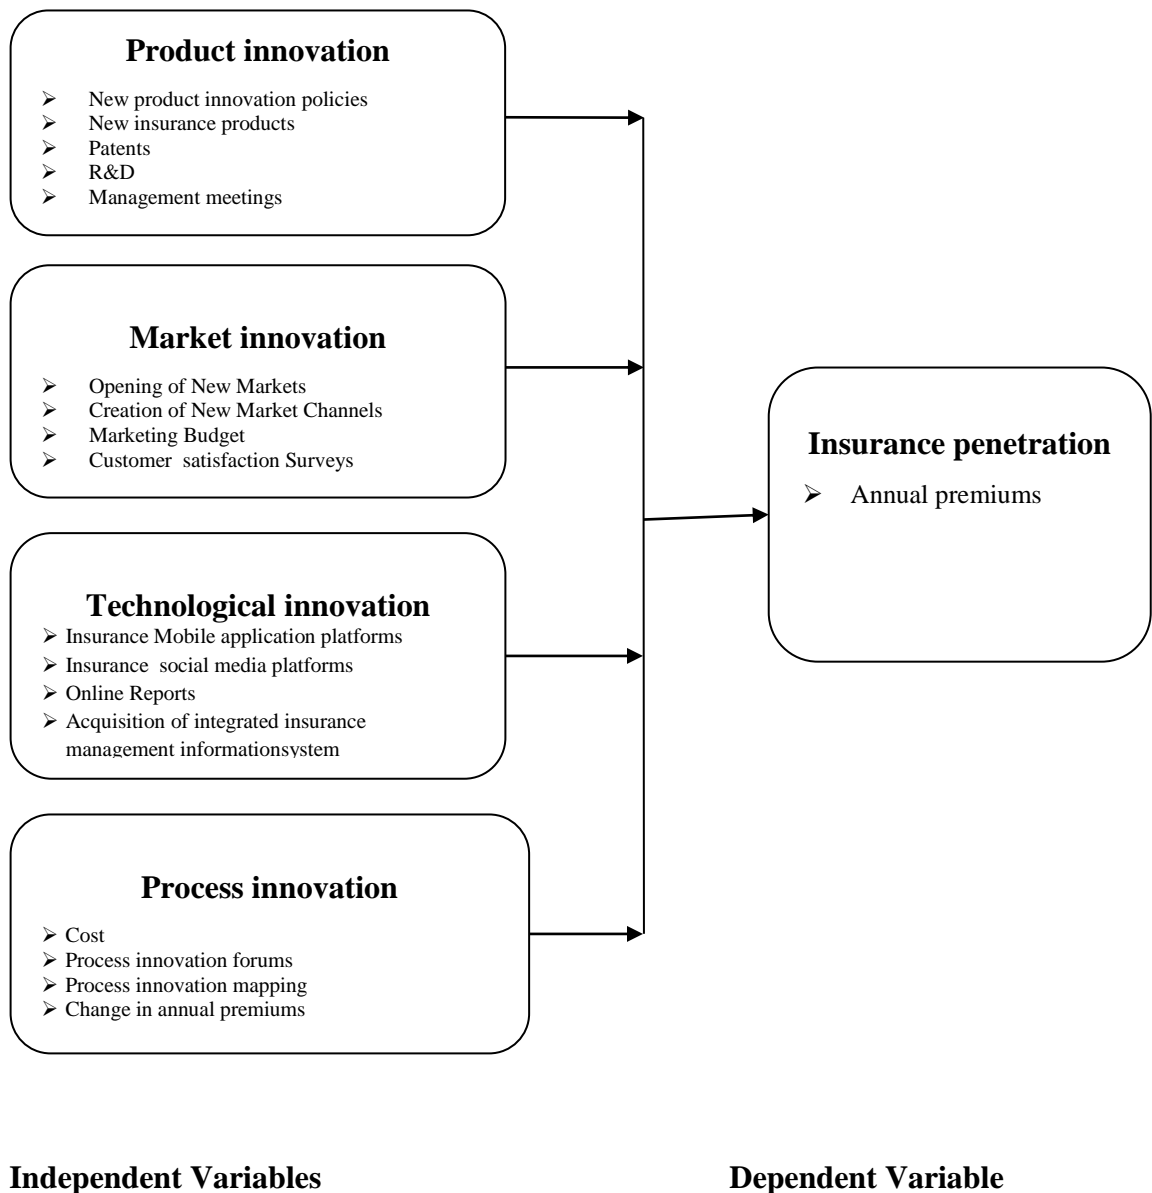 Product innovation
➢ New product innovation policies
➢ New insurance products
➢ Patents
➢ R&D
➢ Management meetings
Market innovation
➢ Opening of New Markets
➢ Creation of New Market Channels
➢ Marketing Budget
➢ Customer satisfaction Surveys
Insurance penetration
➢ Annual premiums
Technological innovation
➢ Insurance Mobile application platforms
➢ Insurance social media platforms
➢ Online Reports
➢ Acquisition of integrated insurance
management informationsystem
Process innovation
➢ Cost
➢ Process innovation forums
➢ Process innovation mapping
➢ Change in annual premiums
Independent Variables
Dependent Variable